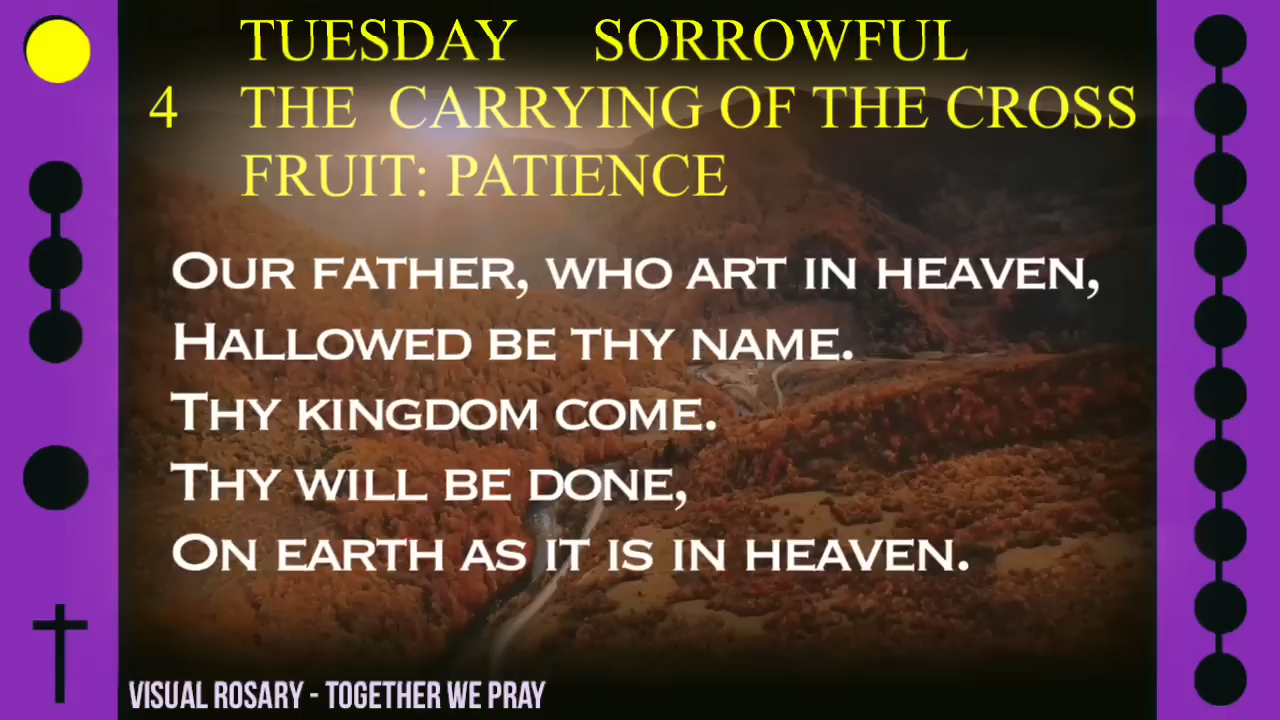 TUESDAY SORROWFUL
4 THE CARRYING OF THE CROSS
FRUIT: PATIENCE
OUR FATHER, WHO ART IN HEAVEN,
HALLOWED BE THY NAME.
THY KINGDOM COME.
THY WILL BE DONE,
ON EARTH AS IT IS IN HEAVEN.
VISUAL ROSARY - TOGETHER WE PRAY